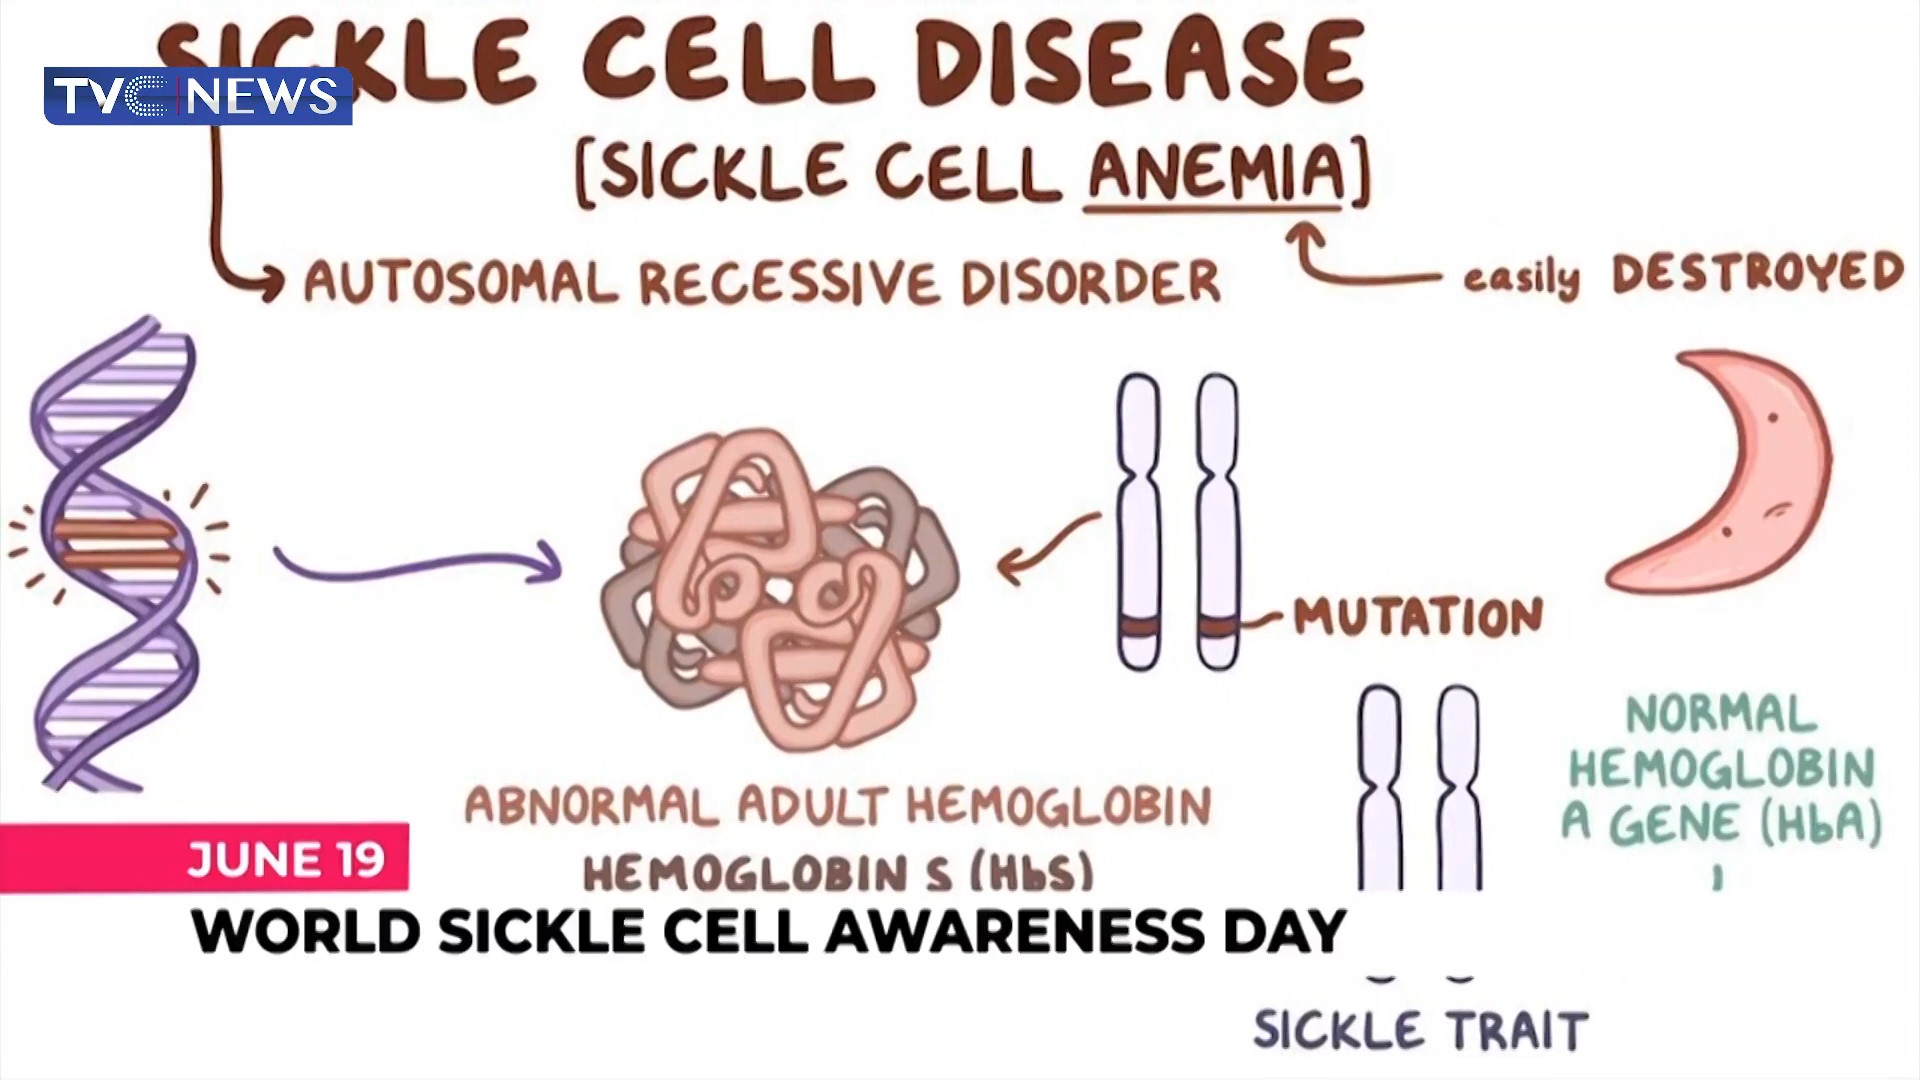 SICKLE CELL DISEASE
TVC NEWS
[SICKLE CELL ANEMIA]
AUTOSOMAL RECESSIVE DISORDER
easily DESTROYED
MUTATION
NORMAL
HEMOGLOBIN
A GENE (HbA)
ABNORMAL ADULT HEMOGLOBIN
HEMOGLOBIN S (HbS)
JUNE 19
WORLD SICKLE CELL AWARENESS DAY
SICKLE TRAIT